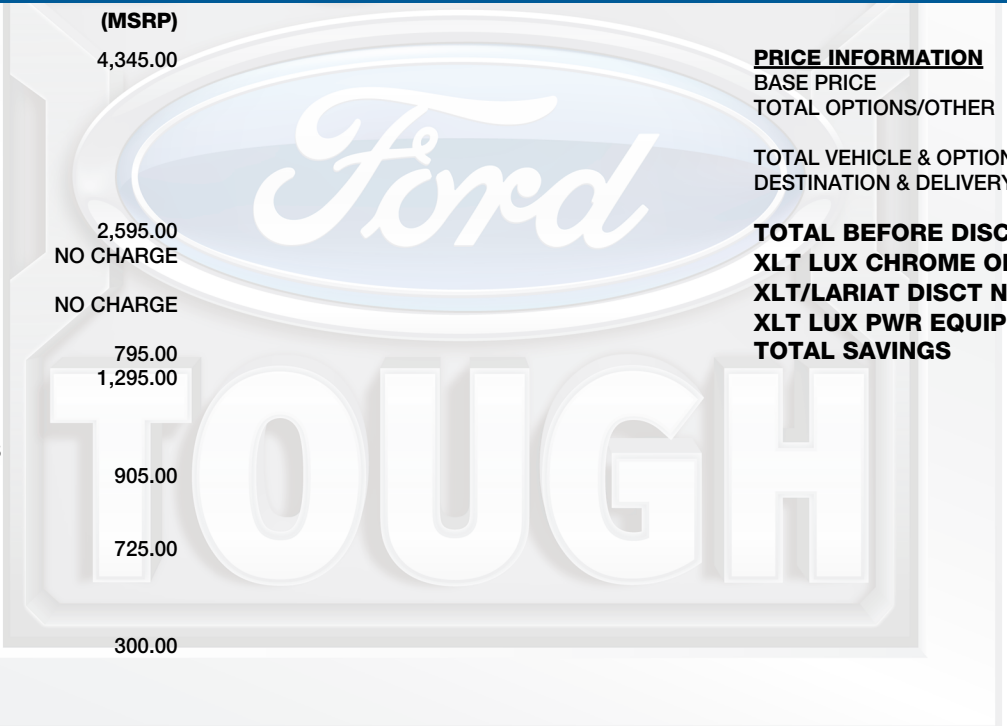 (MSRP)
4,345.00
2,595.00
NO CHARGE
NO CHARGE
795.00
1,295.00
905.00
725.00
300.00
PRICE INFORMATION
BASE PRICE
TOTAL OPTIONS/OTHER
TOTAL VEHICLE & OPTION
DESTINATION & DELIVERY
TOTAL BEFORE DISC
XLT LUX CHROME
XLT/LARIAT DISCT N
XLT LUX PWR EQUIP
TOTAL SAVINGS
Ford
TOUGH